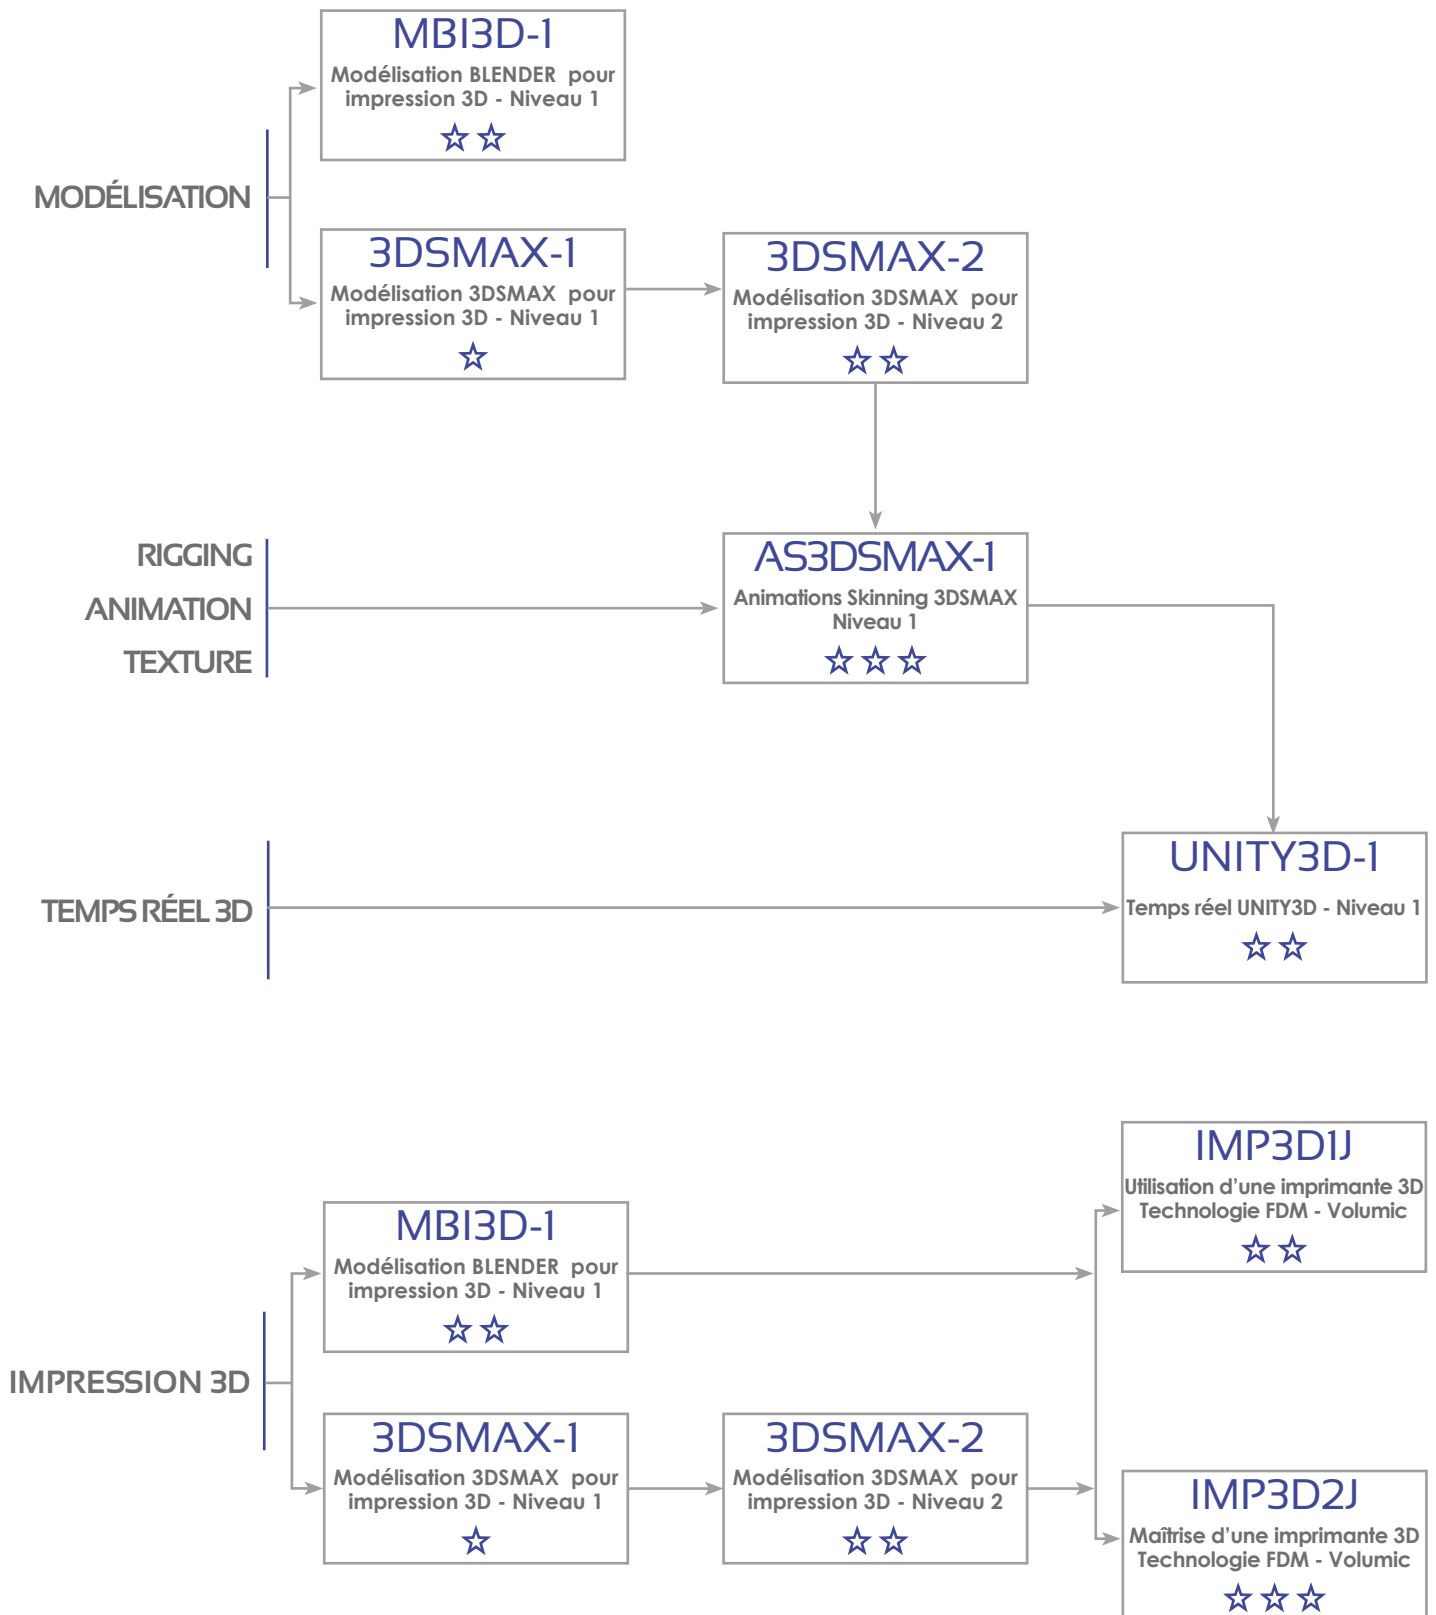 MBI3D-1
Modélisation BLENDER pour
impression 3D - Niveau 1
MODÉLISATION
3DSMAX-1
Modélisation 3DSMAX pour
impression 3D - Niveau 1
3DSMAX-2
Modélisation 3DSMAX pour
impression 3D - Niveau 2
RIGGING
ANIMATION
TEXTURE
AS3DSMAX-1
Animations Skinning 3DSMAX
Niveau 1
TEMPS RÉEL 3D
UNITY3D-1
Temps réel UNITY3D - Niveau 1
IMP3D1J
Utilisation d'une imprimante 3D
Technologie FDM - Volumic
MBI3D-1
Modélisation BLENDER pour
impression 3D - Niveau 1
IMPRESSION 3D
3DSMAX-1
Modélisation 3DSMAX pour
impression 3D - Niveau 1
3DSMAX-2
Modélisation 3DSMAX pour
impression 3D - Niveau 2
IMP3D2J
Maîtrise d'une imprimante 3D
Technologie FDM - Volumic